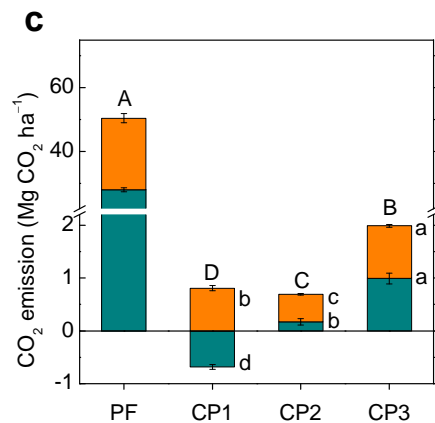 c
CO₂ emission (Mg CO₂ ha⁻¹)
60
40
2
1
0
-1
A
D
C
B
b
c
a
b
a
d
PF CP1 CP2 CP3